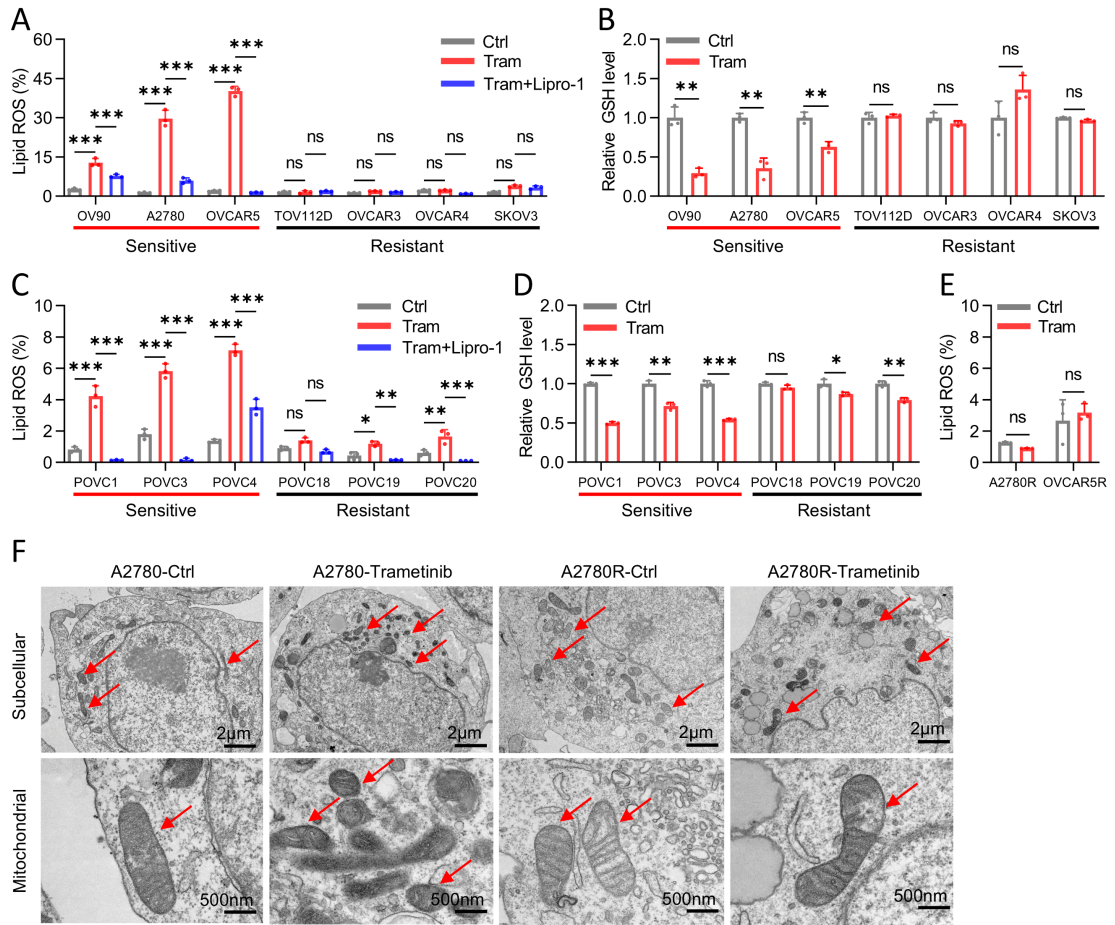 A
Lipid ROS (%)
60
45
30
15
0
Ctrl
Tram
Tram+Lipro-1
*** *** *** *** *** ***
ns ns ns ns ns ns ns ns
OV90 A2780 OVCAR5 TOV112D OVCAR3 OVCAR4 SKOV3
Sensitive Resistant
B
Relative GSH level
2.0
1.5
1.0
0.5
0.0
Ctrl
Tram
** ** ** ns ns ns ns
OV90 A2780 OVCAR5 TOV112D OVCAR3 OVCAR4 SKOV3
Sensitive Resistant
C
Lipid ROS (%)
10
8
6
4
2
0
Ctrl
Tram
Tram+Lipro-1
*** *** *** *** *** *** ns ns * ** ** ***
POVC1 POVC3 POVC4 POVC18 POVC19 POVC20
Sensitive Resistant
D
Relative GSH level
2.0
1.5
1.0
0.5
0.0
Ctrl
Tram
*** ** *** ns * **
POVC1 POVC3 POVC4 POVC18 POVC19 POVC20
Sensitive Resistant
E
Lipid ROS (%)
10
8
6
4
2
0
Ctrl
Tram
ns ns
A2780R OVCAR5R
F
A2780-Ctrl A2780-Trametinib A2780R-Ctrl A2780R-Trametinib
Subcellular
2μm 2μm 2μm 2μm
Mitochondrial
500nm 500nm 500nm 500nm